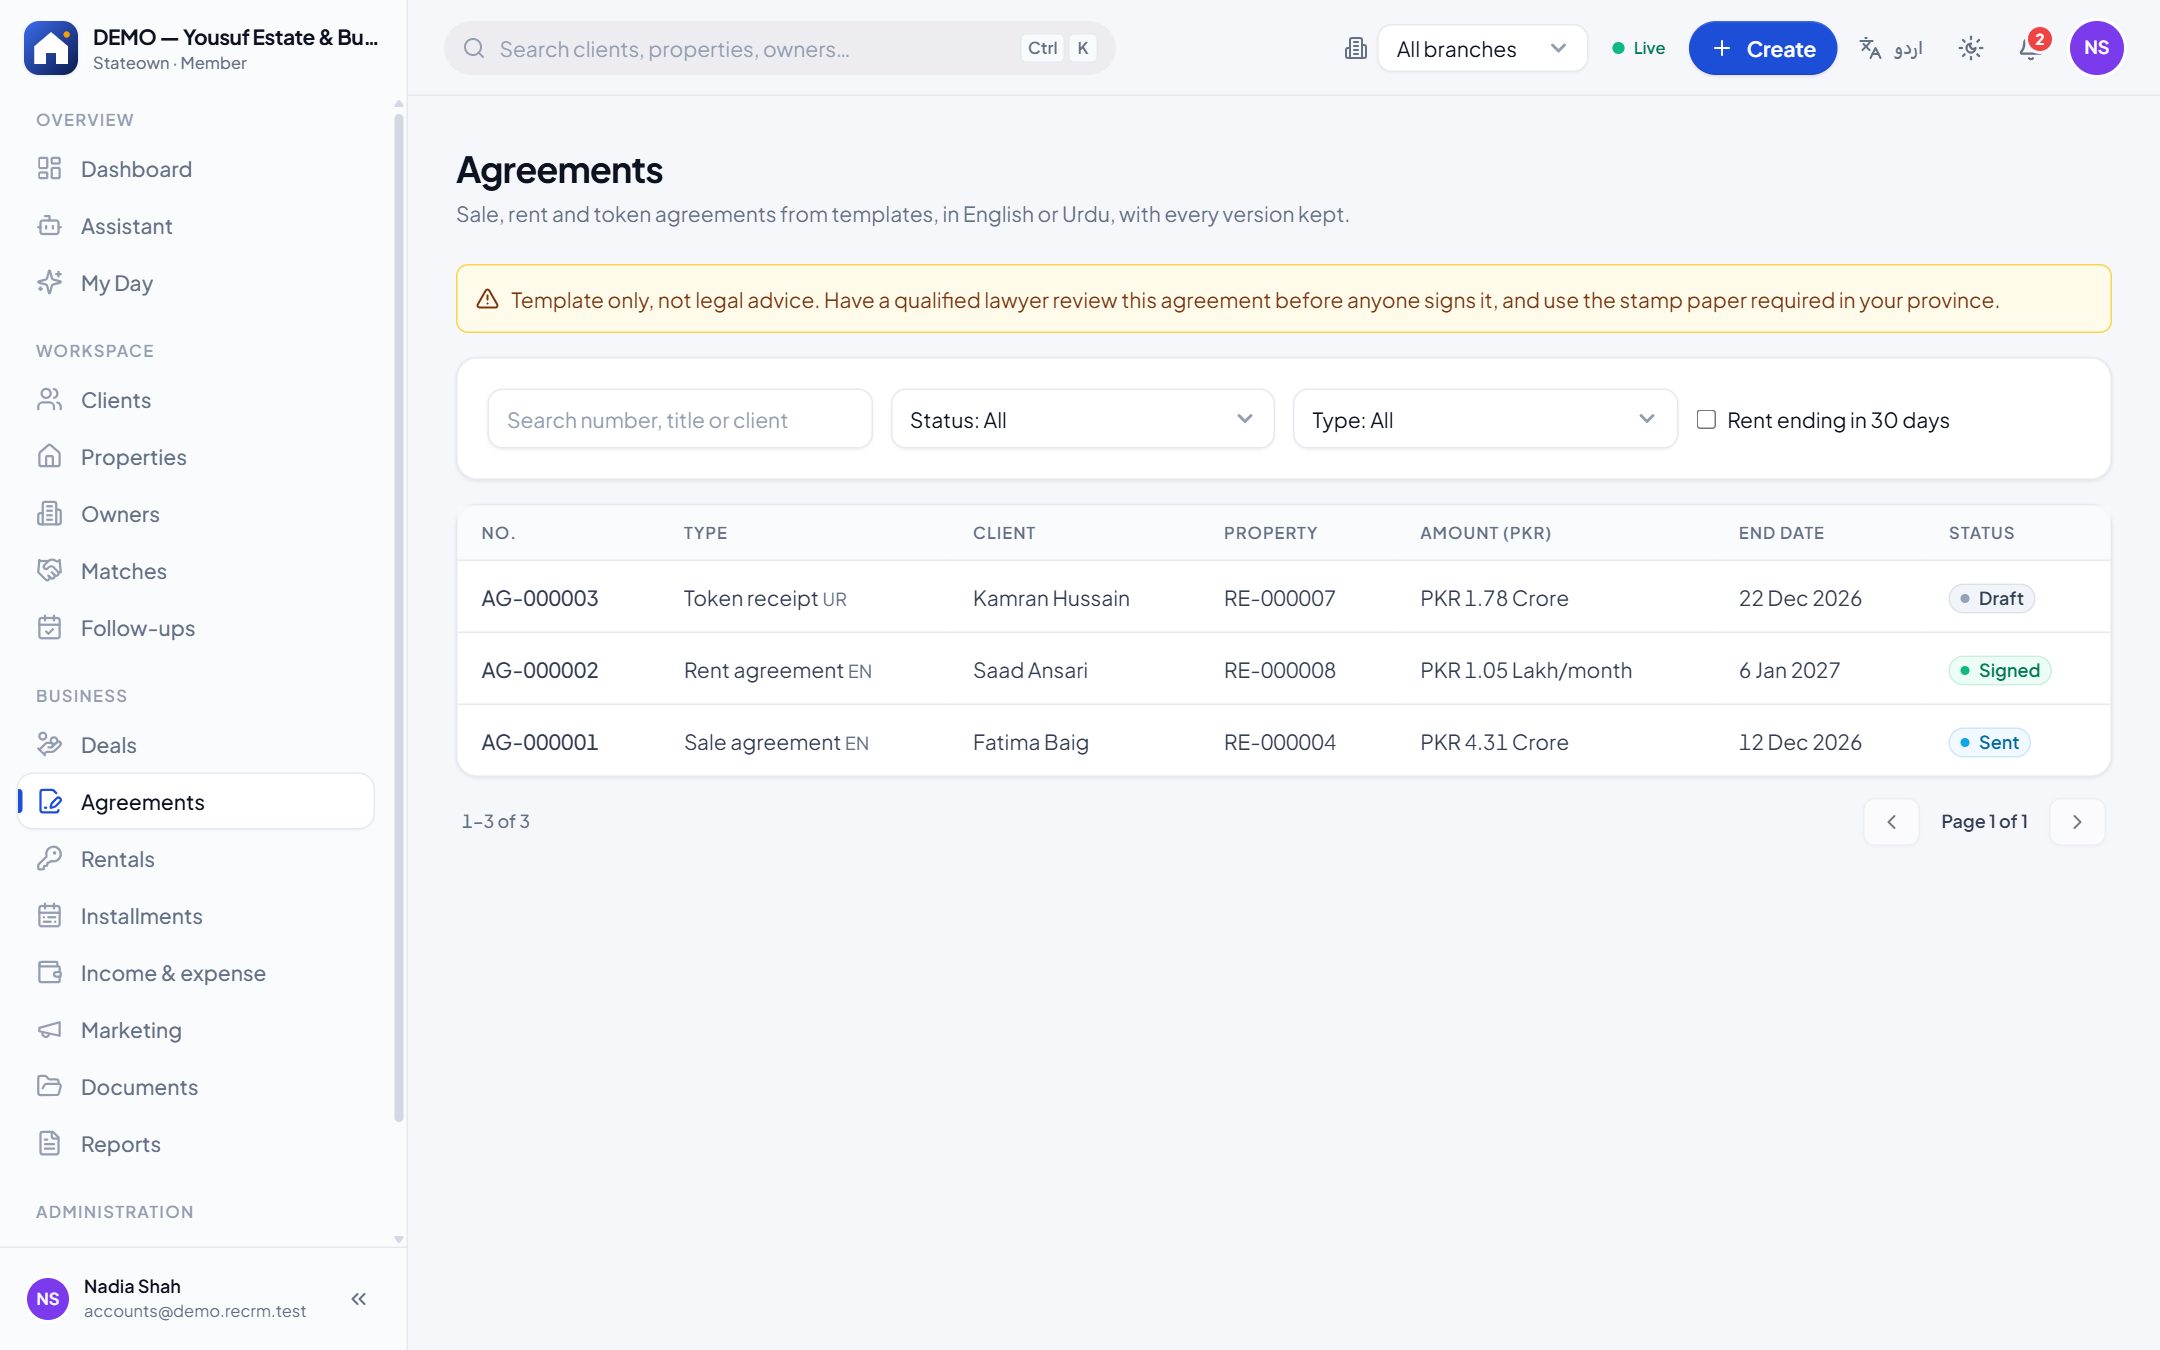 DEMO — Yousuf Estate & Bu...
Stateown · Member
Search clients, properties, owners...
Ctrl K
All branches
Live
+ Create
اردو
2
NS
OVERVIEW
Dashboard
Assistant
My Day
WORKSPACE
Clients
Properties
Owners
Matches
Follow-ups
BUSINESS
Deals
Agreements
Rentals
Installments
Income & expense
Marketing
Documents
Reports
ADMINISTRATION
NS
Nadia Shah
accounts@demo.recrm.test
Agreements
Sale, rent and token agreements from templates, in English or Urdu, with every version kept.
Template only, not legal advice. Have a qualified lawyer review this agreement before anyone signs it, and use the stamp paper required in your province.
Search number, title or client
Status: All
Type: All
Rent ending in 30 days
NO. TYPE CLIENT PROPERTY AMOUNT (PKR) END DATE STATUS
AG-000003 Token receipt UR Kamran Hussain RE-000007 PKR 1.78 Crore 22 Dec 2026 Draft
AG-000002 Rent agreement EN Saad Ansari RE-000008 PKR 1.05 Lakh/month 6 Jan 2027 Signed
AG-000001 Sale agreement EN Fatima Baig RE-000004 PKR 4.31 Crore 12 Dec 2026 Sent
1–3 of 3
Page 1 of 1